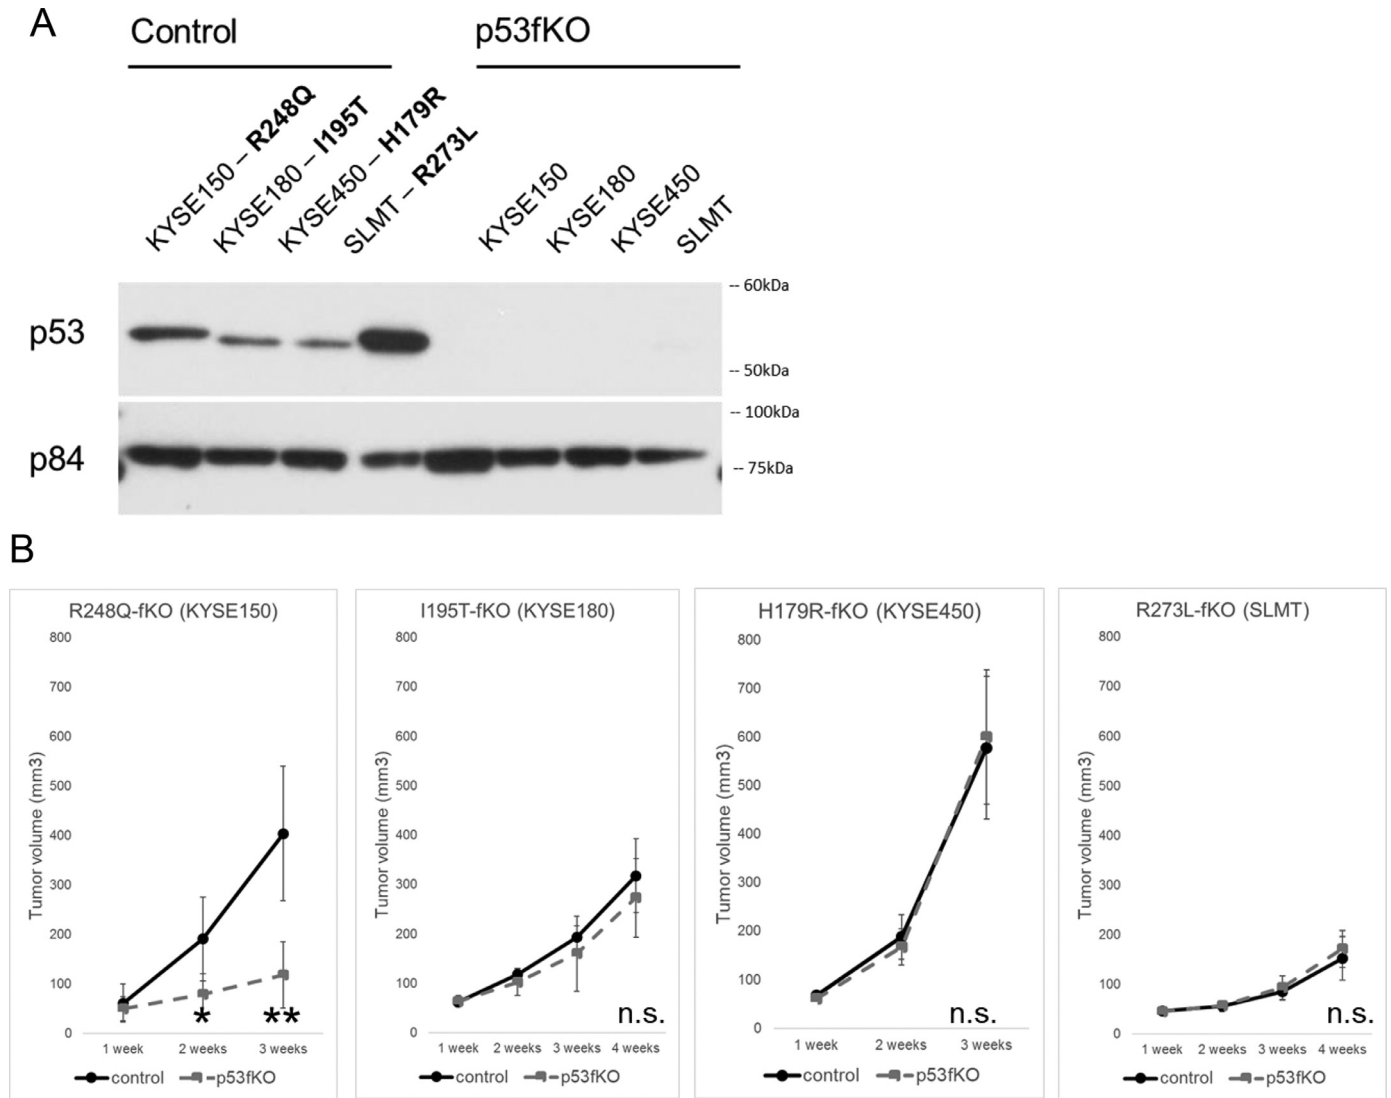 A
Control
p53fKO
KYSE150 – R248Q
KYSE180 – I195T
KYSE450 – H179R
SLMT – R273L
KYSE150
KYSE180
KYSE450
SLMT
p53
-- 60kDa
-- 50kDa
p84
-- 100kDa
-- 75kDa
B
R248Q-fKO (KYSE150)
Tumor volume (mm3)
800
700
600
500
400
300
200
100
0
* **
1 week 2 weeks 3 weeks
control p53fKO
I195T-fKO (KYSE180)
Tumor volume (mm3)
800
700
600
500
400
300
200
100
0
n.s.
1 week 2 weeks 3 weeks 4 weeks
control p53fKO
H179R-fKO (KYSE450)
Tumor volume (mm3)
800
700
600
500
400
300
200
100
0
n.s.
1 week 2 weeks 3 weeks
control p53fKO
R273L-fKO (SLMT)
Tumor volume (mm3)
800
700
600
500
400
300
200
100
0
n.s.
1 week 2 weeks 3 weeks 4 weeks
control p53fKO